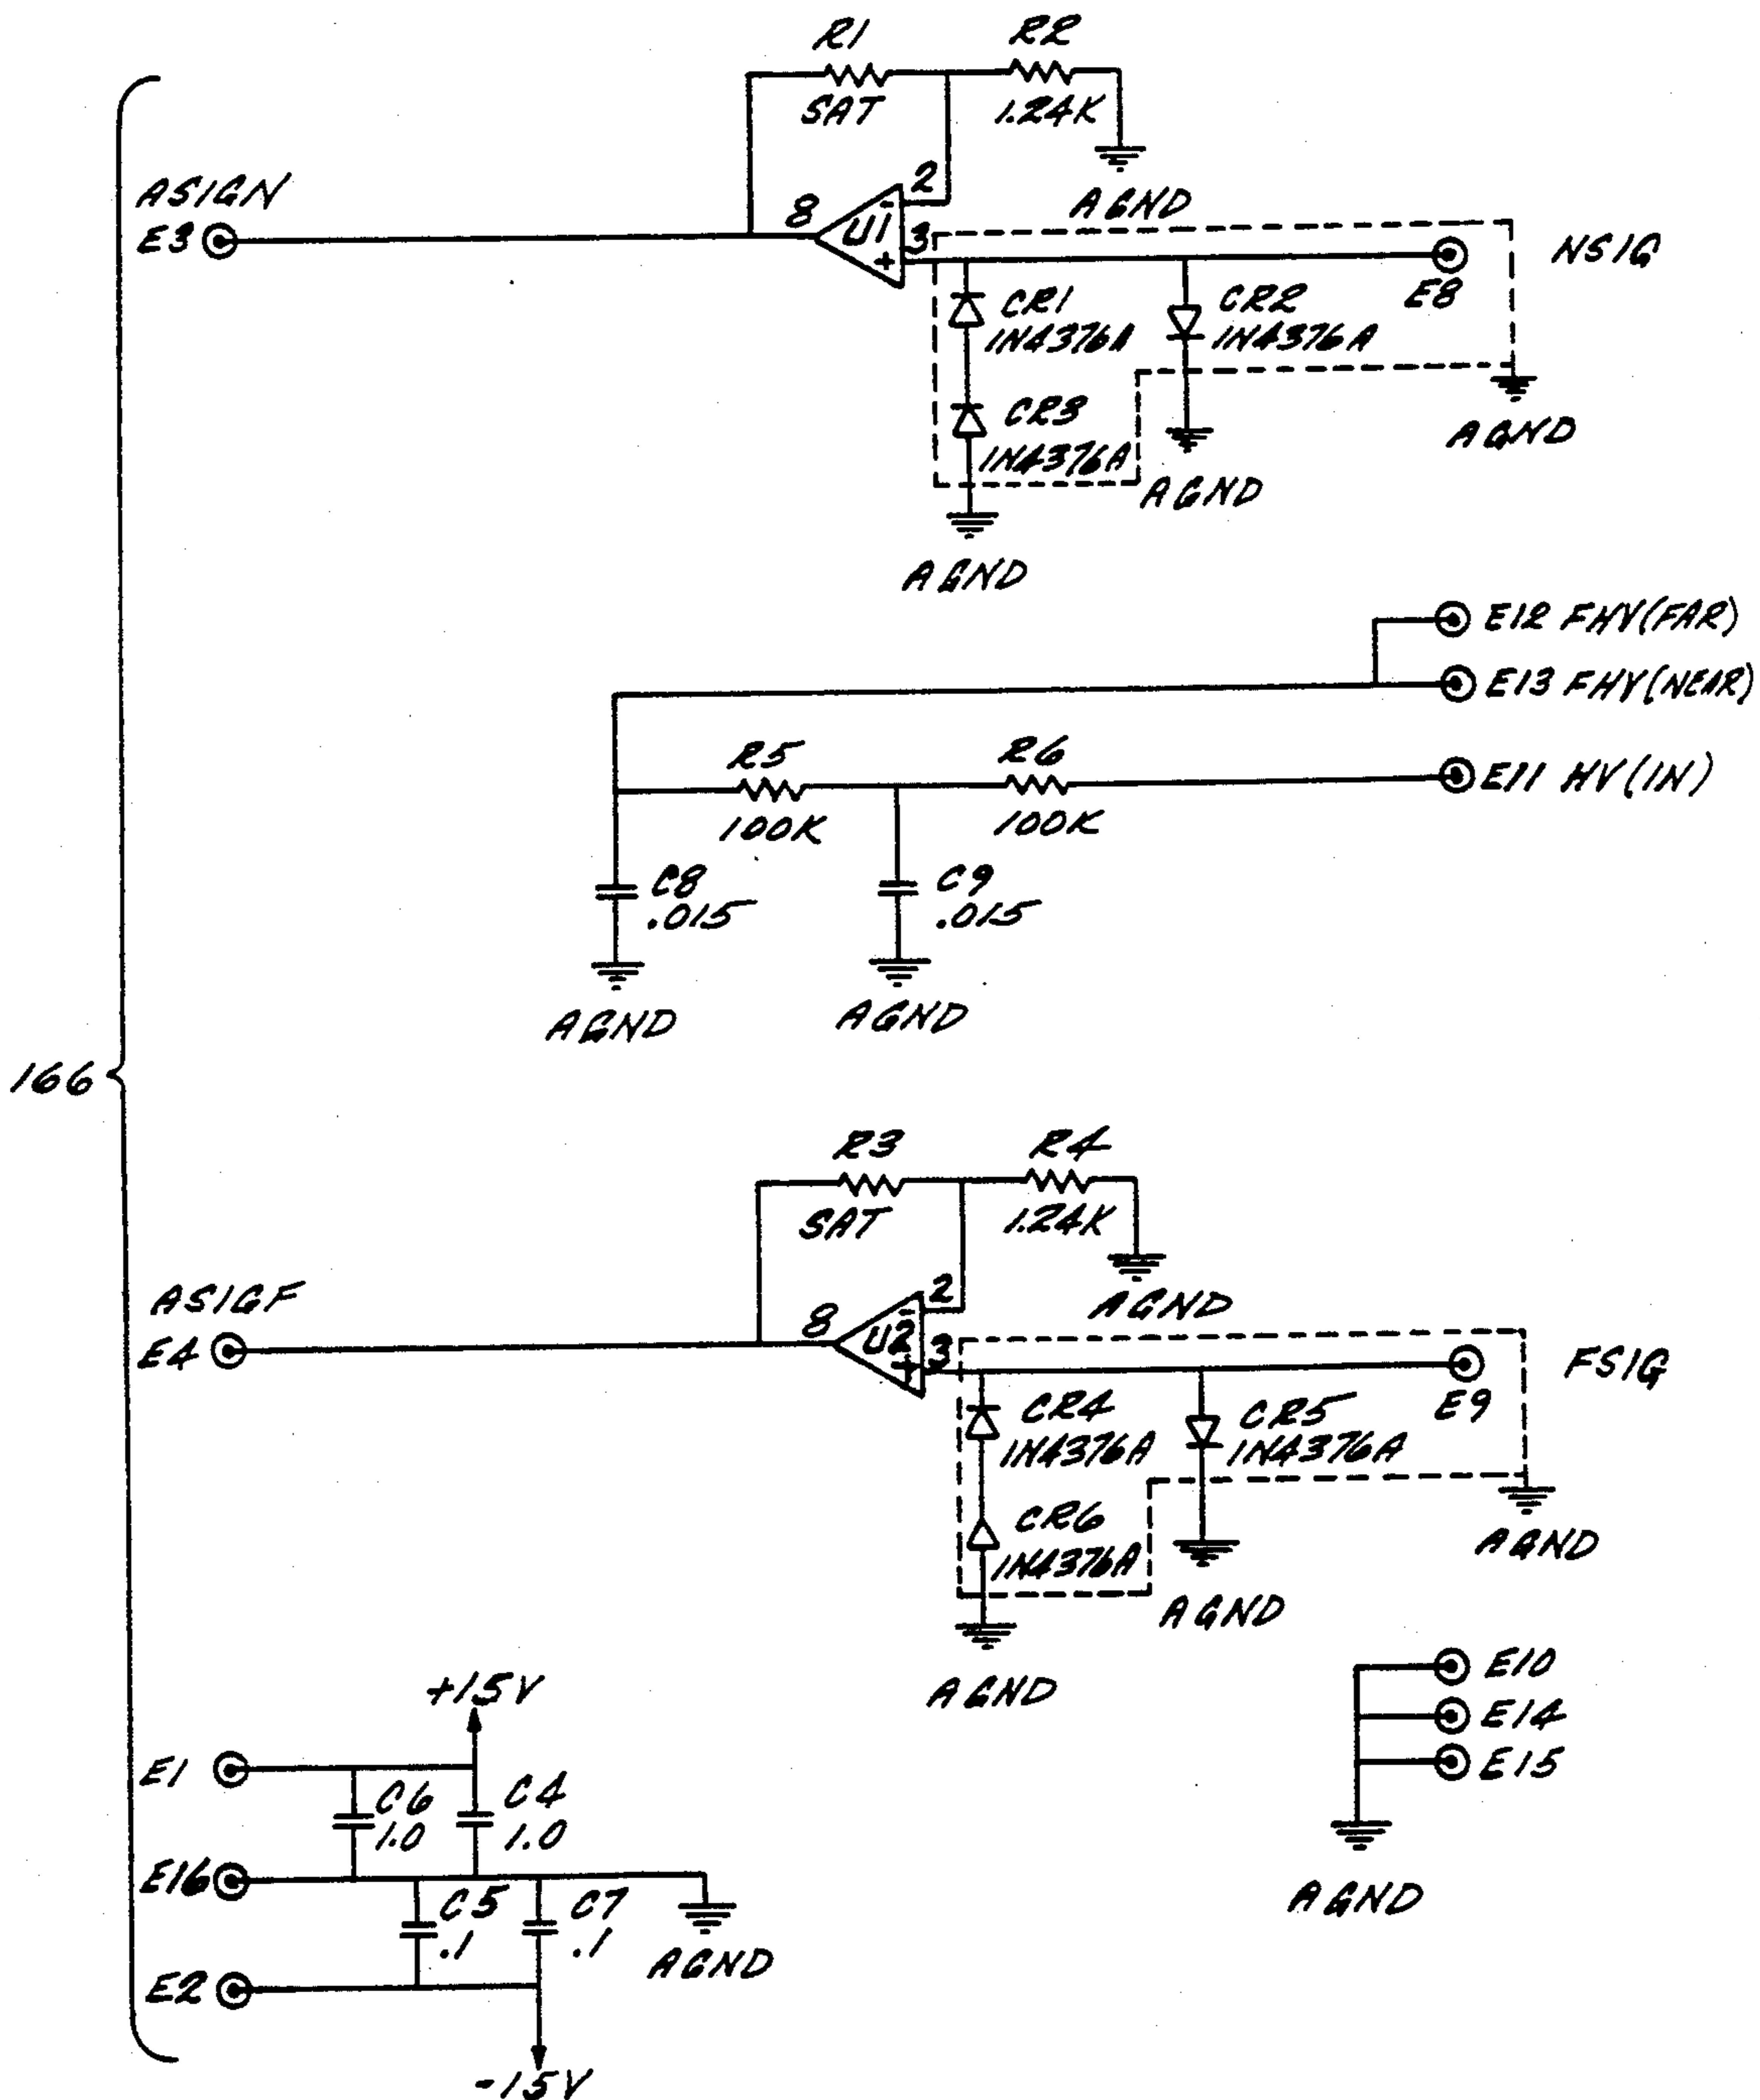 R1
R2
SAT
1.24K
ASIGN
E3
8
U1
2
-
3
+
AGND
NSIG
E8
CR1
1N4376A
CR2
1N4376A
CR3
1N4376A
AGND
AGND
AGND
E12 FHV(FAR)
E13 FHV(NEAR)
R5
R6
E11 HV(IN)
100K
100K
C8
.015
C9
.015
AGND
AGND
166
R3
R4
SAT
1.24K
ASIGF
E4
8
U2
2
-
3
+
AGND
FSIG
E9
CR4
1N4376A
CR5
1N4376A
CR6
1N4376A
AGND
AGND
AGND
E10
E14
E15
AGND
+15V
E1
C6
1.0
C4
1.0
E16
C5
.1
C7
.1
AGND
E2
-15V